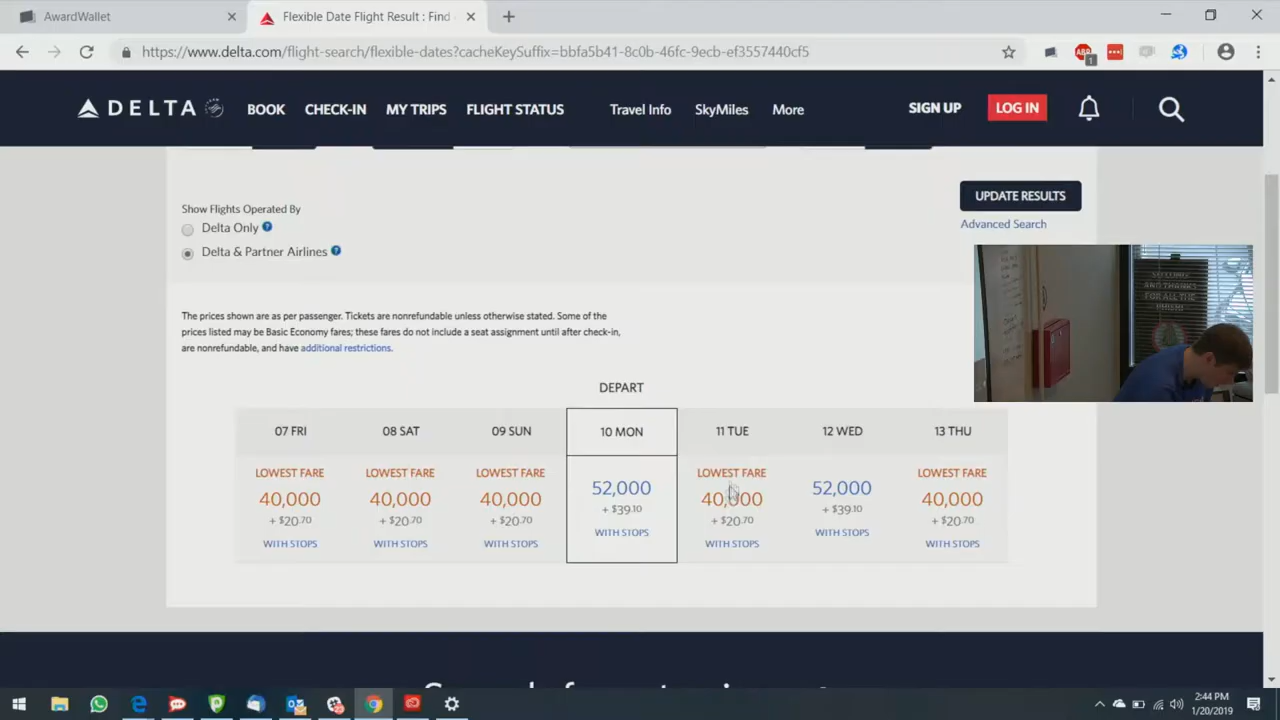 AwardWallet
Flexible Date Flight Result : Find
https://www.delta.com/flight-search/flexible-dates?cacheKeySuffix=bbfa5b41-8c0b-46fc-9ecb-ef3557440cf5
ABP
1
DELTA
BOOK
CHECK-IN
MY TRIPS
FLIGHT STATUS
Travel Info
SkyMiles
More
SIGN UP
LOG IN
Show Flights Operated By
UPDATE RESULTS
Delta Only ?
Advanced Search
Delta & Partner Airlines ?
AND THANKS
FOR ALL THE
The prices shown are as per passenger. Tickets are nonrefundable unless otherwise stated. Some of the
prices listed may be Basic Economy fares; these fares do not include a seat assignment until after check-in,
are nonrefundable, and have additional restrictions.
DEPART
07 FRI
08 SAT
09 SUN
10 MON
11 TUE
12 WED
13 THU
LOWEST FARE
40,000
+ $20.70
WITH STOPS
LOWEST FARE
40,000
+ $20.70
WITH STOPS
LOWEST FARE
40,000
+ $20.70
WITH STOPS
52,000
+ $39.10
WITH STOPS
LOWEST FARE
40,000
+ $20.70
WITH STOPS
52,000
+ $39.10
WITH STOPS
LOWEST FARE
40,000
+ $20.70
WITH STOPS
2:44 PM
1/20/2019